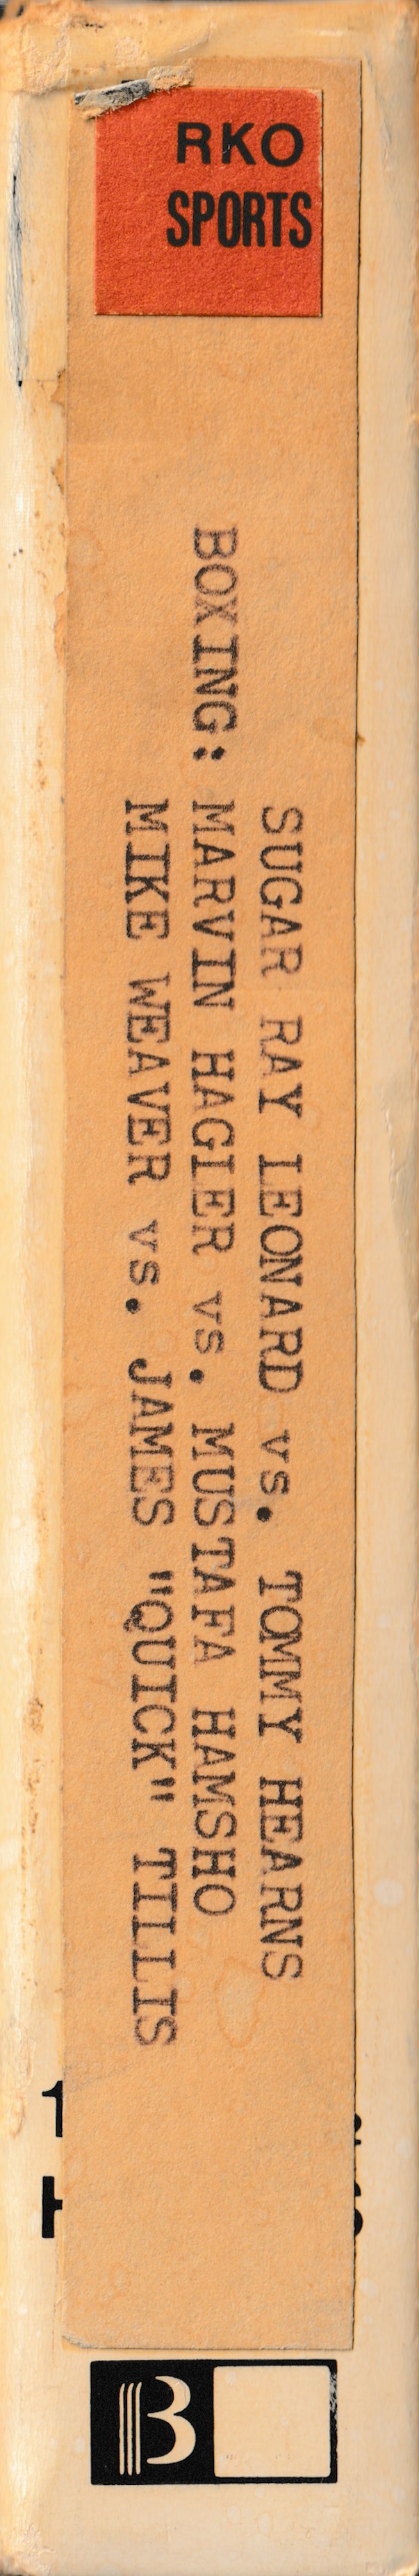 RKO
SPORTS
SUGAR RAY LEONARD vs. TOMMY HEARNS
BOXING: MARVIN HAGLER vs. MUSTAFA HAMSHO
MIKE WEAVER vs. JAMES "QUICK" TILLIS
B